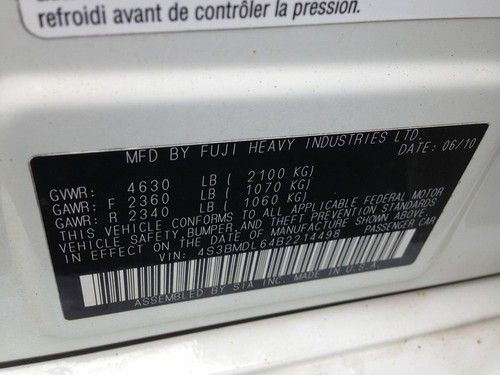 refroidi avant de contrôler la pression.
MFD BY FUJI HEAVY INDUSTRIES LTD.
DATE: 06/10
GVWR: 4630 LB ( 2100 KG)
GAWR: F 2360 LB ( 1070 KG)
GAWR: R 2340 LB ( 1060 KG)
THIS VEHICLE CONFORMS TO ALL APPLICABLE FEDERAL MOTOR
VEHICLE SAFETY, BUMPER, AND THEFT PREVENTION STANDARDS
IN EFFECT ON THE DATE OF MANUFACTURE SHOWN ABOVE.
VIN: 4S3BMDL64B2214498 PASSENGER CAR
ASSEMBLED BY SIA INC. MADE IN U.S.A.